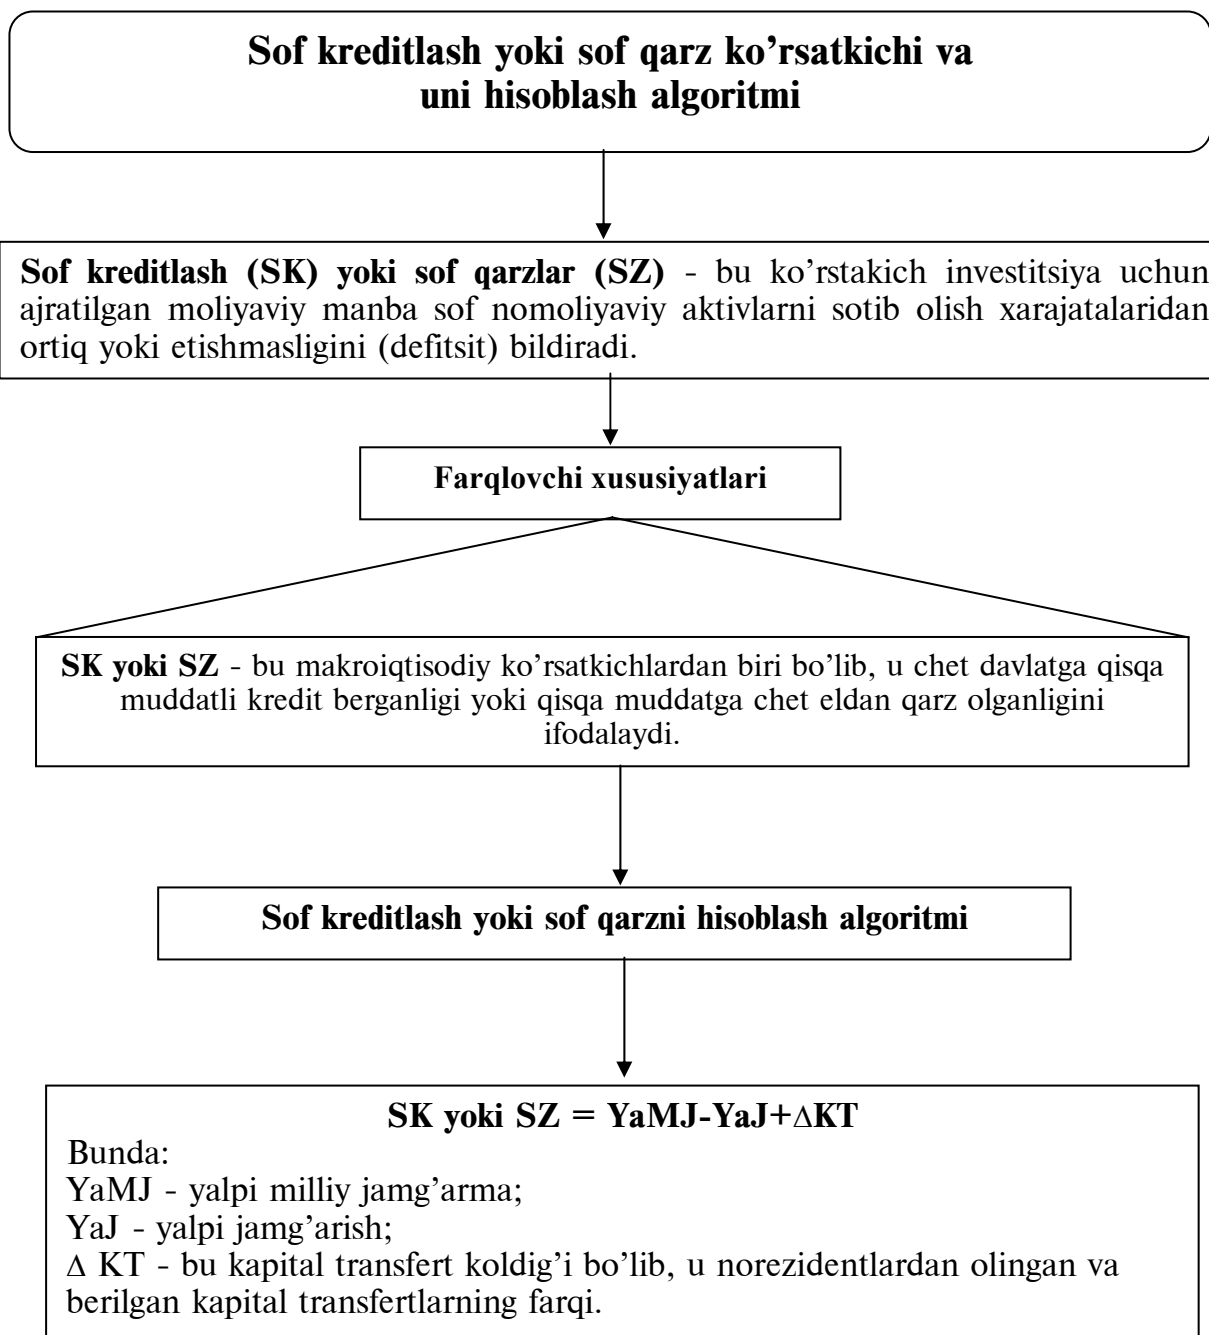 Sof kreditlash yoki sof qarz ko’rsatkichi va
uni hisoblash algoritmi
Sof kreditlash (SK) yoki sof qarzlar (SZ) - bu ko’rstakich investitsiya uchun
ajratilgan moliyaviy manba sof nomoliyaviy aktivlarni sotib olish xarajatalaridan
ortiq yoki etishmasligini (defitsit) bildiradi.
Farqlovchi xususiyatlari
SK yoki SZ - bu makroiqtisodiy ko’rsatkichlardan biri bo’lib, u chet davlatga qisqa
muddatli kredit berganligi yoki qisqa muddatga chet eldan qarz olganligini
ifodalaydi.
Sof kreditlash yoki sof qarzni hisoblash algoritmi
SK yoki SZ = YaMJ-YaJ+∆KT
Bunda:
YaMJ - yalpi milliy jamg’arma;
YaJ - yalpi jamg’arish;
∆ KT - bu kapital transfert koldig’i bo’lib, u norezidentlardan olingan va
berilgan kapital transfertlarning farqi.